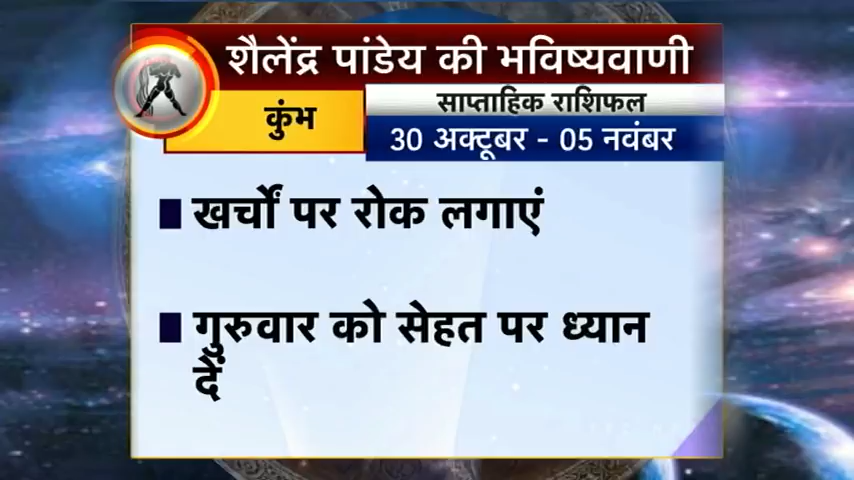 शैलेंद्र पांडेय की भविष्यवाणी
कुंभ
साप्ताहिक राशिफल
30 अक्टूबर - 05 नवंबर
खर्चों पर रोक लगाएं
गुरुवार को सेहत पर ध्यान
दें